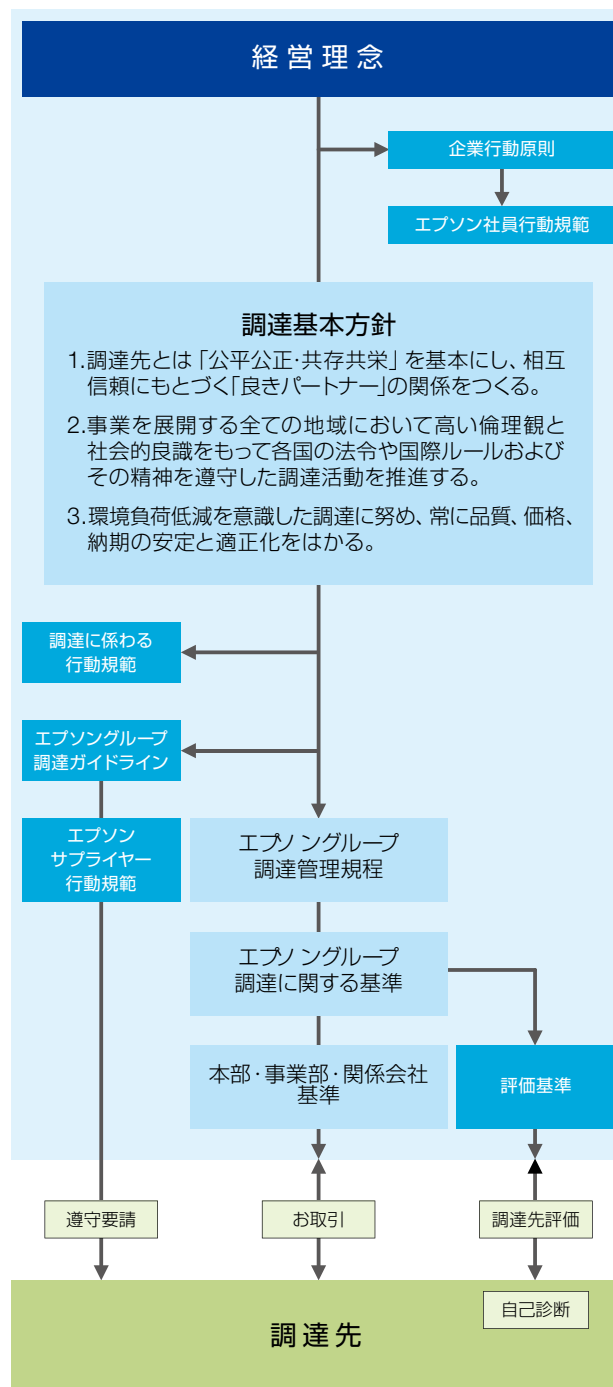 経営理念
企業行動原則
エプソン社員行動規範
調達基本方針
1.調達先とは「公平公正･共存共栄」を基本にし、相互
信頼にもとづく「良きパートナー」の関係をつくる。
2.事業を展開する全ての地域において高い倫理観と
社会的良識をもって各国の法令や国際ルールおよび
その精神を遵守した調達活動を推進する。
3.環境負荷低減を意識した調達に努め、常に品質、価格、
納期の安定と適正化をはかる。
調達に係わる
行動規範
エプソングループ
調達ガイドライン
エプソン
サプライヤー
行動規範
エプソングループ
調達管理規程
エプソングループ
調達に関する基準
本部･事業部･関係会社
基準
評価基準
遵守要請
お取引
調達先評価
自己診断
調達先